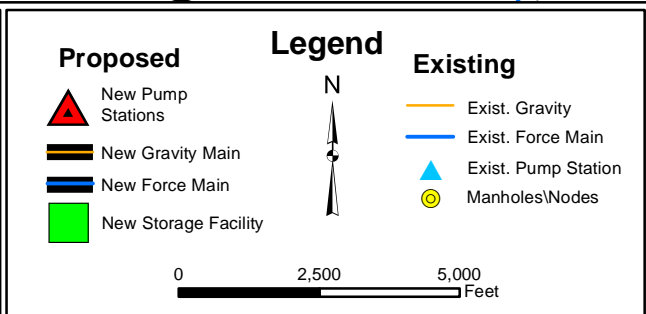 Legend
Proposed
New Pump
Stations
New Gravity Main
New Force Main
New Storage Facility
N
Existing
Exist. Gravity
Exist. Force Main
Exist. Pump Station
Manholes\Nodes
0 2,500 5,000
Feet